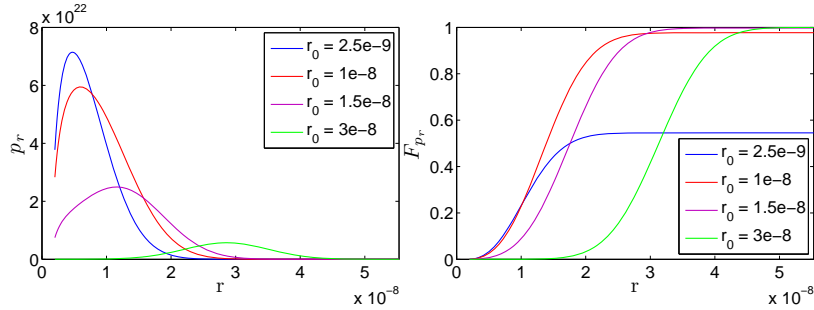 x 10^22
8
6
4
2
0
p_r
r_0 = 2.5e−9
r_0 = 1e−8
r_0 = 1.5e−8
r_0 = 3e−8
0 1 2 3 4 5
r
x 10^−8
1
0.8
0.6
0.4
0.2
0
F_{p_r}
r_0 = 2.5e−9
r_0 = 1e−8
r_0 = 1.5e−8
r_0 = 3e−8
0 1 2 3 4 5
r
x 10^−8